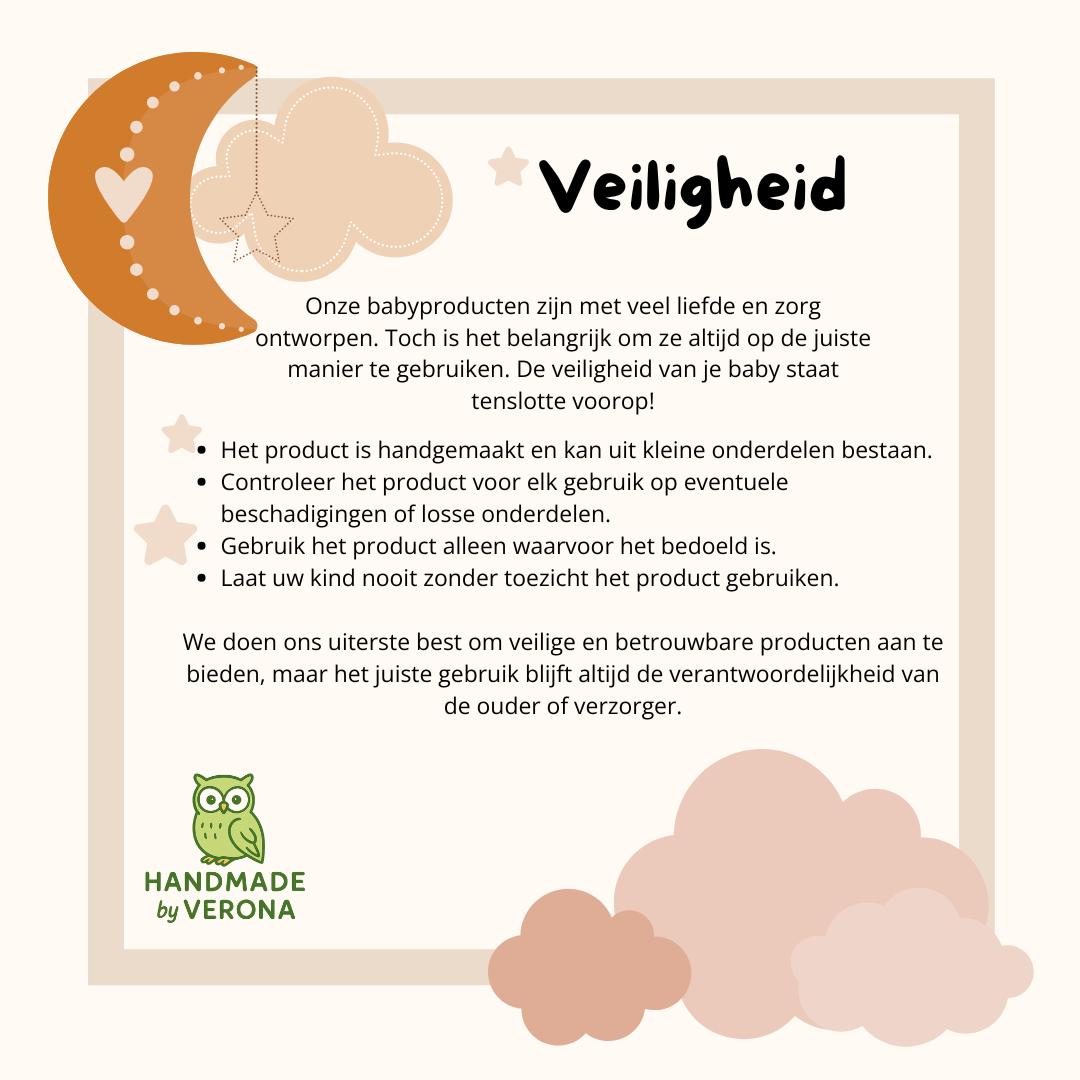 Veiligheid
Onze babyproducten zijn met veel liefde en zorg
ontworpen. Toch is het belangrijk om ze altijd op de juiste
manier te gebruiken. De veiligheid van je baby staat
tenslotte voorop!
• Het product is handgemaakt en kan uit kleine onderdelen bestaan.
• Controleer het product voor elk gebruik op eventuele
beschadigingen of losse onderdelen.
• Gebruik het product alleen waarvoor het bedoeld is.
• Laat uw kind nooit zonder toezicht het product gebruiken.
We doen ons uiterste best om veilige en betrouwbare producten aan te
bieden, maar het juiste gebruik blijft altijd de verantwoordelijkheid van
de ouder of verzorger.
HANDMADE
by VERONA